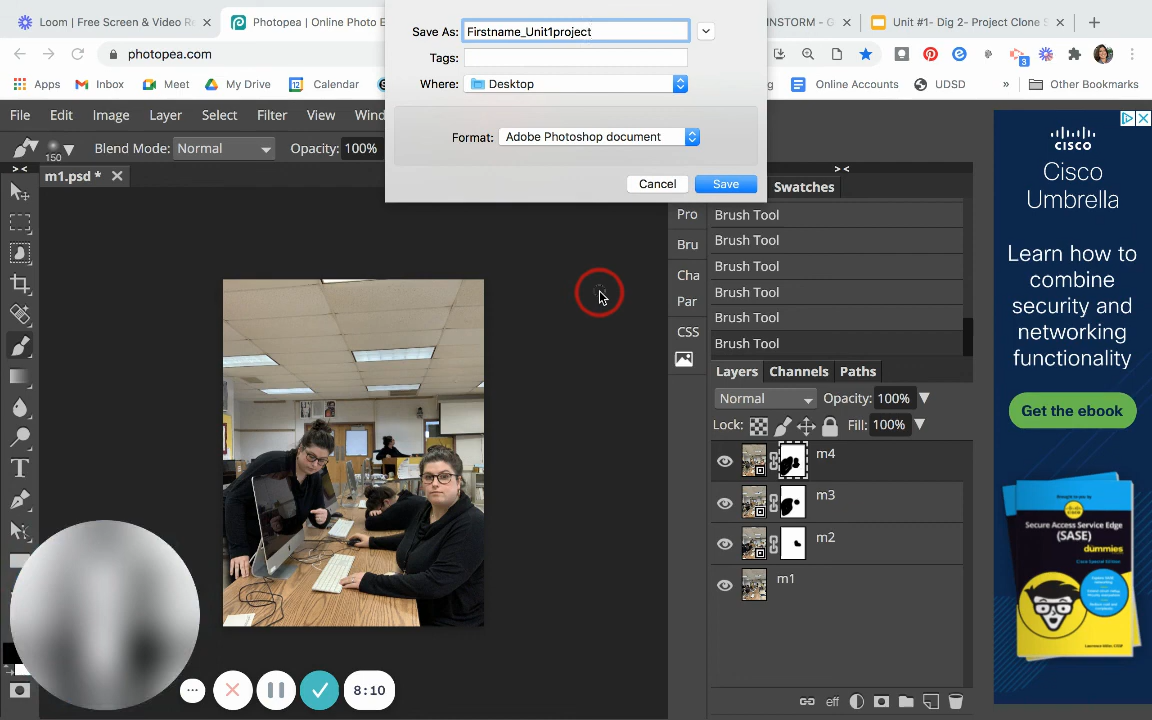 Loom | Free Screen & Video Re
Photopea | Online Photo E
INSTORM - G
Unit #1- Dig 2- Project Clone S
photopea.com
3
Apps
Inbox
Meet
My Drive
12
Calendar
g
Online Accounts
UDSD
»
Other Bookmarks
Save As:
Firstname_Unit1project
Tags:
Where:
Desktop
Format:
Adobe Photoshop document
Cancel
Save
File
Edit
Image
Layer
Select
Filter
View
Wind
150
Blend Mode:
Normal
Opacity:
100%
m1.psd *
Swatches
Pro
Bru
Cha
Par
CSS
Brush Tool
Brush Tool
Brush Tool
Brush Tool
Brush Tool
Brush Tool
Layers
Channels
Paths
Normal
Opacity:
100%
Lock:
Fill:
100%
m4
m3
m2
m1
eff
8:10
cisco
Cisco
Umbrella
Learn how to
combine
security and
networking
functionality
Get the ebook
Secure Access Service Edge
(SASE)
dummies